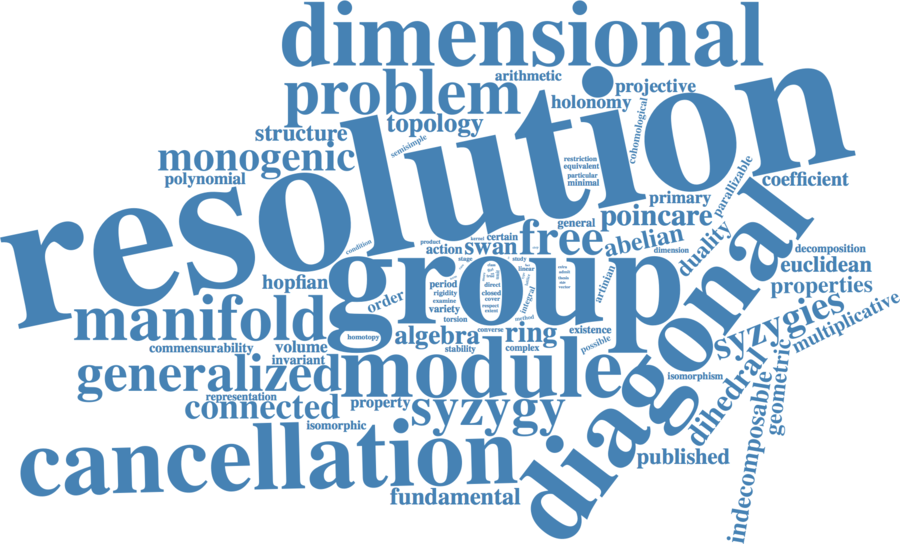 dimensional
arithmetic
problem
projective
holonomy
structure
topology
cohomological
semisimple
monogenic
polynomial
resolution
restriction
equivalent
particular
minimal
primary
parallelizable
coefficient
general
poincare
free
certain
product
action
swan
abelian
dimension
duality
condition
decomposition
euclidean
properties
hopfian
group
stage
study
linear
period
rigidity
examine
variety
direct
closed
cover
respect
extent
integral
vector
artinian
order
torsion
method
manifold
homotopy
algebra
converse
ring
existence
possible
diagonal
syzygies
multiplicative
commensurability
volume
invariant
stability
complex
generalized
module
isomorphism
dihedral
geometric
indecomposable
representation
connected
property
syzygy
isomorphic
cancellation
published
fundamental